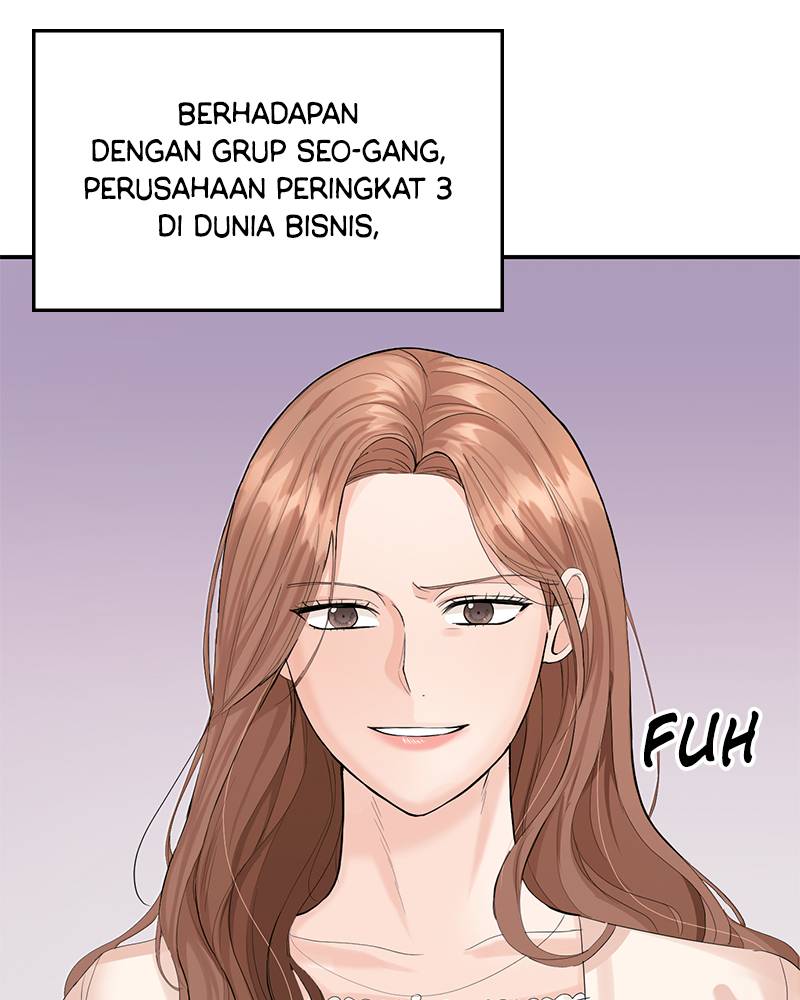 BERHADAPAN
DENGAN GRUP SEO-GANG,
PERUSAHAAN PERINGKAT 3
DI DUNIA BISNIS,
FUH